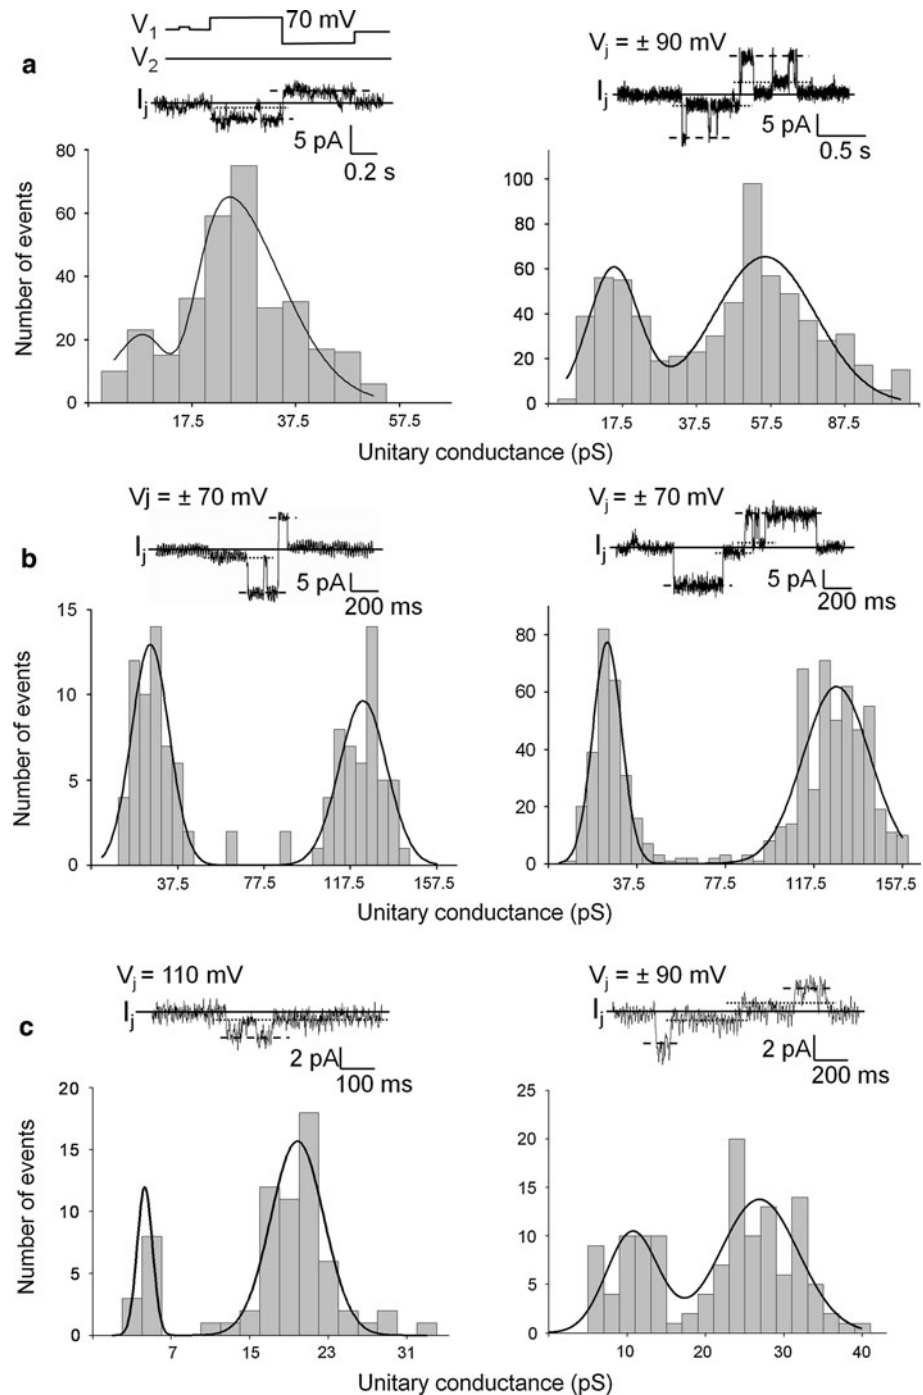 a
V1
70 mV
V2
Ij
5 pA
0.2 s
Vj = ± 90 mV
Ij
5 pA
0.5 s
Number of events
80
60
40
20
0
17.5
37.5
57.5
100
80
60
40
20
0
17.5
37.5
57.5
87.5
Unitary conductance (pS)
b
Vj = ± 70 mV
Ij
5 pA
200 ms
Vj = ± 70 mV
Ij
5 pA
200 ms
Number of events
15
10
5
0
37.5
77.5
117.5
157.5
80
60
40
20
0
37.5
77.5
117.5
157.5
Unitary conductance (pS)
c
Vj = 110 mV
Ij
2 pA
100 ms
Vj = ± 90 mV
Ij
2 pA
200 ms
Number of events
20
15
10
5
0
7
15
23
31
25
20
15
10
5
0
10
20
30
40
Unitary conductance (pS)